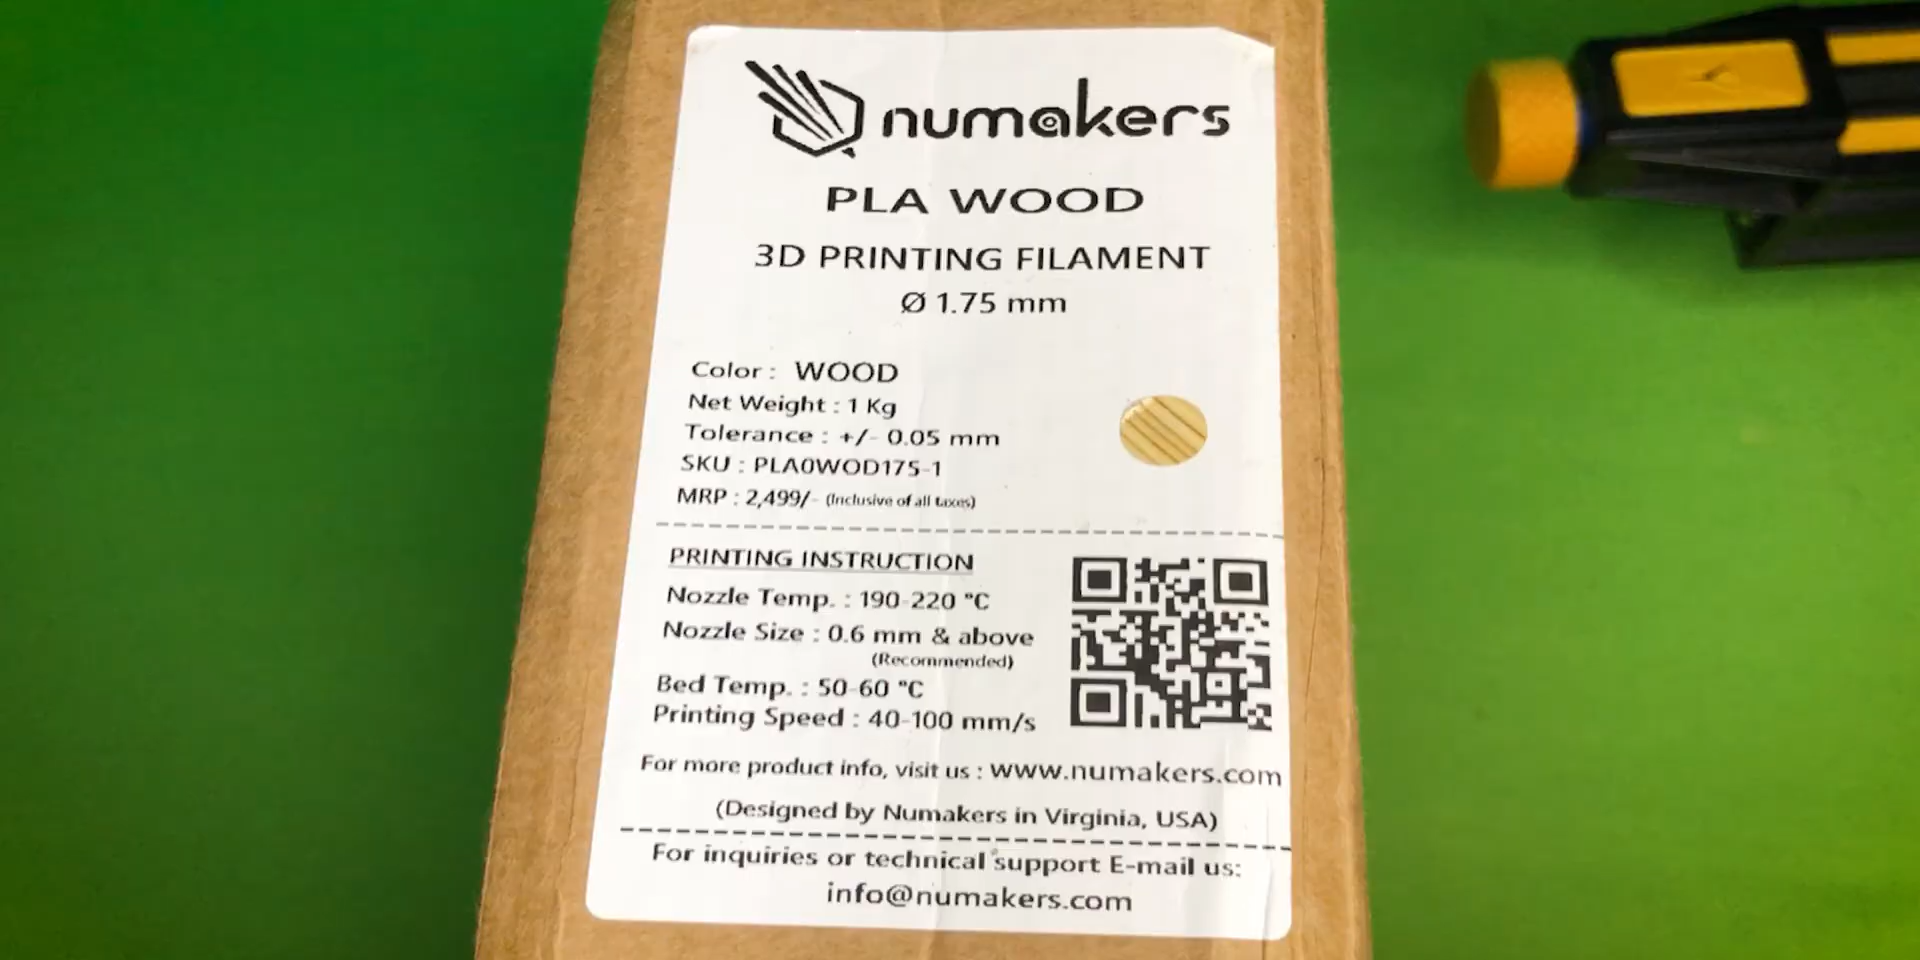 numakers
PLA WOOD
3D PRINTING FILAMENT
Ø 1.75 mm
Color : WOOD
Net Weight : 1 Kg
Tolerance : +/- 0.05 mm
SKU : PLA0WOD175-1
MRP : 2,499/- (Inclusive of all taxes)
PRINTING INSTRUCTION
Nozzle Temp. : 190-220 °C
Nozzle Size : 0.6 mm & above
(Recommended)
Bed Temp. : 50-60 °C
Printing Speed : 40-100 mm/s
For more product info, visit us : www.numakers.com
(Designed by Numakers in Virginia, USA)
For inquiries or technical support E-mail us:
info@numakers.com